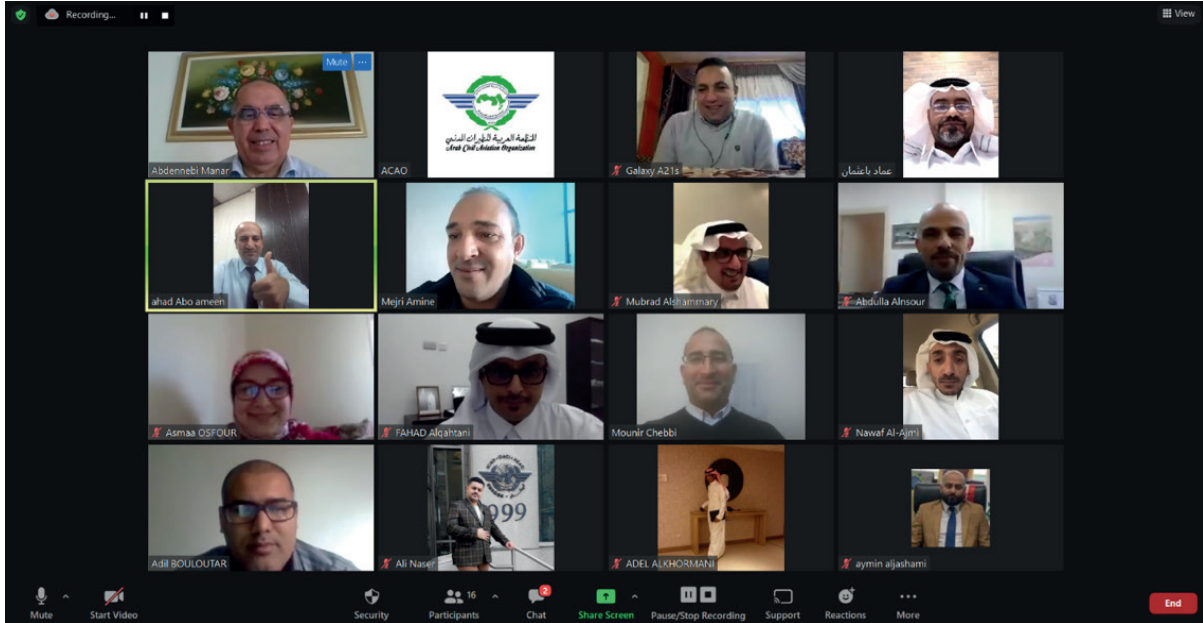 Recording...
View
Mute
Abdennebi Manar
المنظمة العربية للطيران المدني
Arab Civil Aviation Organization
ACAO
Galaxy A21s
عماد باعثمان
ahad Abo ameen
Mejri Amine
Mubrad Alshammary
Abdulla Alnsour
Asmaa OSFOUR
FAHAD Alqahtani
Mounir Chebbi
Nawaf Al-Ajmi
Adil BOULOUTAR
999
Ali Naser
ADEL ALKHORMANI
aymin aljashami
Mute
Start Video
Security
16
Participants
2
Chat
Share Screen
Pause/Stop Recording
Support
Reactions
More
End